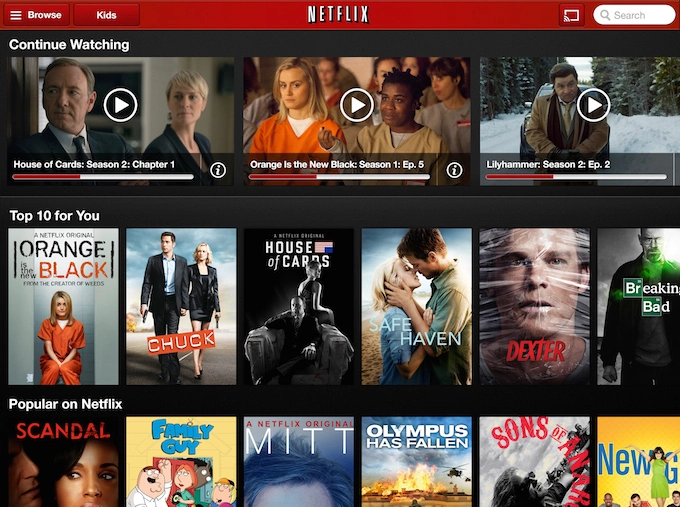 Browse
Kids
NETFLIX
Search
Continue Watching
House of Cards: Season 2: Chapter 1
Orange Is the New Black: Season 1: Ep. 5
Lilyhammer: Season 2: Ep. 2
Top 10 for You
A NETFLIX ORIGINAL
ORANGE
is the new BLACK
FROM THE CREATOR OF WEEDS
CHUCK
A NETFLIX ORIGINAL
HOUSE
of CARDS
SAFE
HAVEN
DEXTER
Breaking
Bad
Popular on Netflix
SCANDAL
FAMILY
GUY
A NETFLIX ORIGINAL
MITT
OLYMPUS
HAS FALLEN
SONS OF
New G